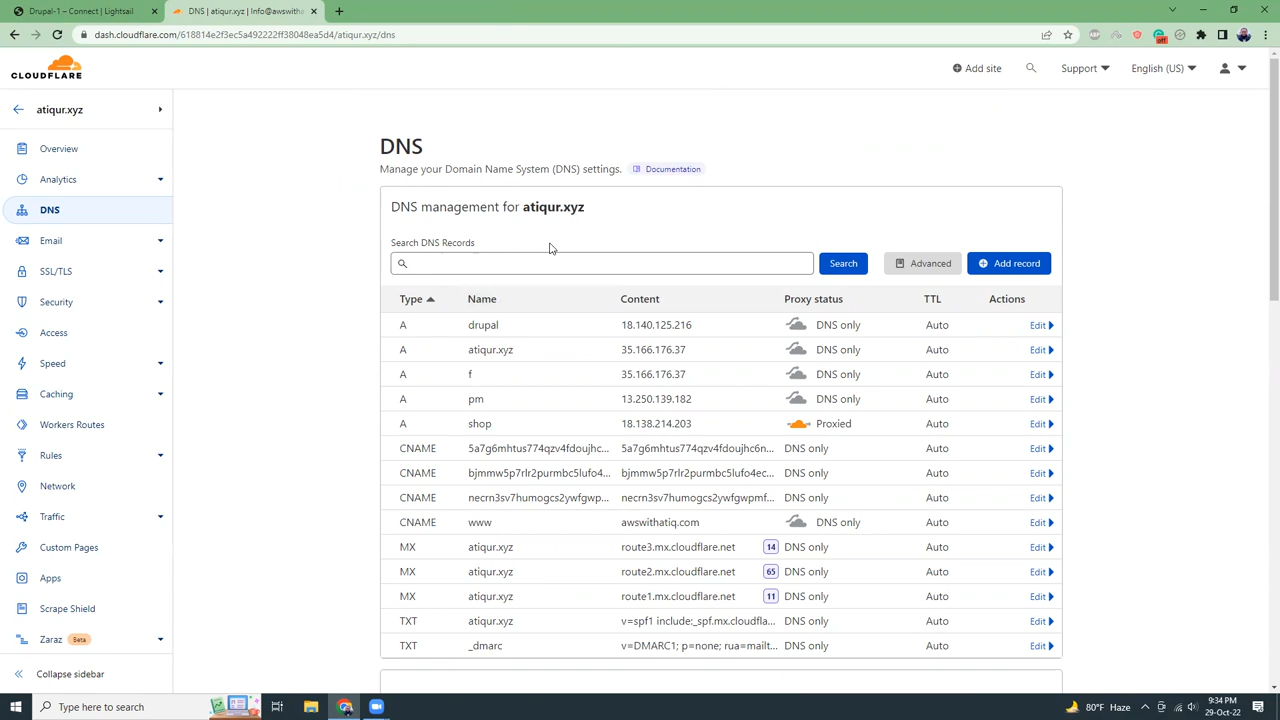 Drupal-1 – Connect | Lightsail
DNS | atiqur.xyz | Info@awswitha
dash.cloudflare.com/618814e2f3ec5a492222ff38048ea5d4/atiqur.xyz/dns
off
CLOUDFLARE
Add site
Support
English (US)
atiqur.xyz
Overview
Analytics
DNS
Email
SSL/TLS
Security
Access
Speed
Caching
Workers Routes
Rules
Network
Traffic
Custom Pages
Apps
Scrape Shield
Zaraz Beta
Collapse sidebar
DNS
Manage your Domain Name System (DNS) settings. Documentation
DNS management for atiqur.xyz
Search DNS Records
Search
Advanced
Add record
Type Name Content Proxy status TTL Actions
A drupal 18.140.125.216 DNS only Auto Edit
A atiqur.xyz 35.166.176.37 DNS only Auto Edit
A f 35.166.176.37 DNS only Auto Edit
A pm 13.250.139.182 DNS only Auto Edit
A shop 18.138.214.203 Proxied Auto Edit
CNAME 5a7g6mhtus774qzv4fdoujhc... 5a7g6mhtus774qzv4fdoujhc6n... DNS only Auto Edit
CNAME bjmmw5p7rlr2purmbc5lufo4... bjmmw5p7rlr2purmbc5lufo4ec... DNS only Auto Edit
CNAME necrn3sv7humogcs2ywfgwp... necrn3sv7humogcs2ywfgwpmf... DNS only Auto Edit
CNAME www awswithatiq.com DNS only Auto Edit
MX atiqur.xyz route3.mx.cloudflare.net 14 DNS only Auto Edit
MX atiqur.xyz route2.mx.cloudflare.net 65 DNS only Auto Edit
MX atiqur.xyz route1.mx.cloudflare.net 11 DNS only Auto Edit
TXT atiqur.xyz v=spf1 include:_spf.mx.cloudfla... DNS only Auto Edit
TXT _dmarc v=DMARC1; p=none; rua=mailt... DNS only Auto Edit
Type here to search
80°F Haze
9:34 PM
29-Oct-22